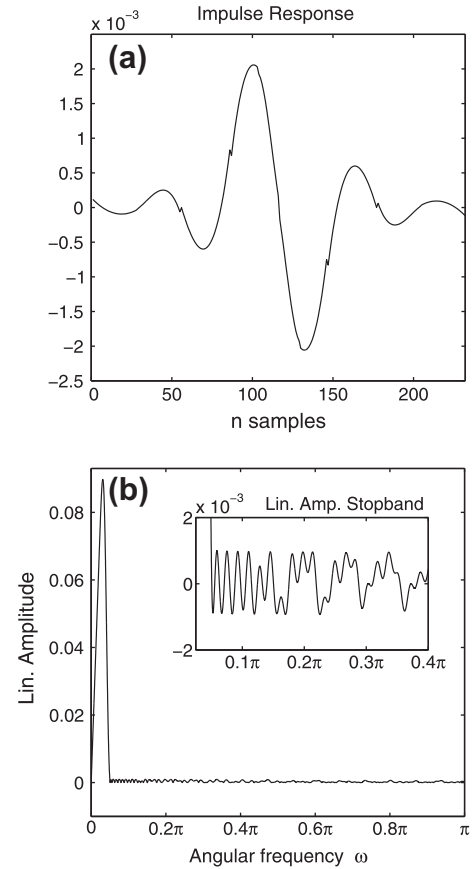 Impulse Response
x 10⁻³
(a)
2
1.5
1
0.5
0
−0.5
−1
−1.5
−2
−2.5
0 50 100 150 200
n samples
(b)
0.08
0.06
0.04
0.02
0
Lin. Amplitude
x 10⁻³ Lin. Amp. Stopband
2
0
−2
0.1π 0.2π 0.3π 0.4π
0 0.2π 0.4π 0.6π 0.8π π
Angular frequency ω